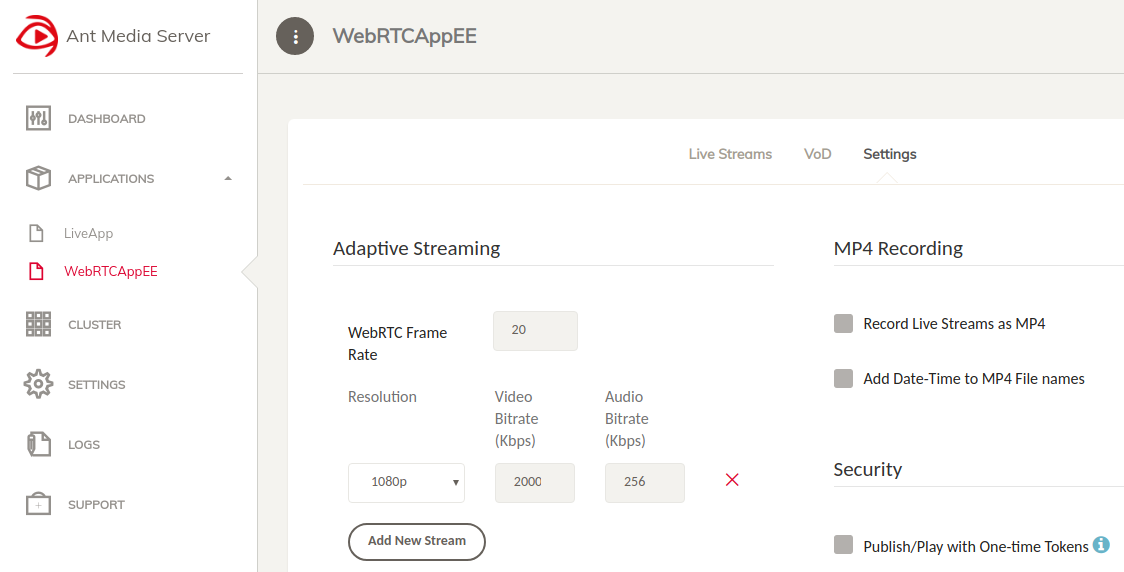 Ant Media Server
WebRTCAppEE
DASHBOARD
APPLICATIONS
LiveApp
WebRTCAppEE
CLUSTER
SETTINGS
LOGS
SUPPORT
Live Streams VoD Settings
Adaptive Streaming
WebRTC Frame
Rate
20
Resolution
Video
Bitrate
(Kbps)
Audio
Bitrate
(Kbps)
1080p 2000 256
Add New Stream
MP4 Recording
Record Live Streams as MP4
Add Date-Time to MP4 File names
Security
Publish/Play with One-time Tokens